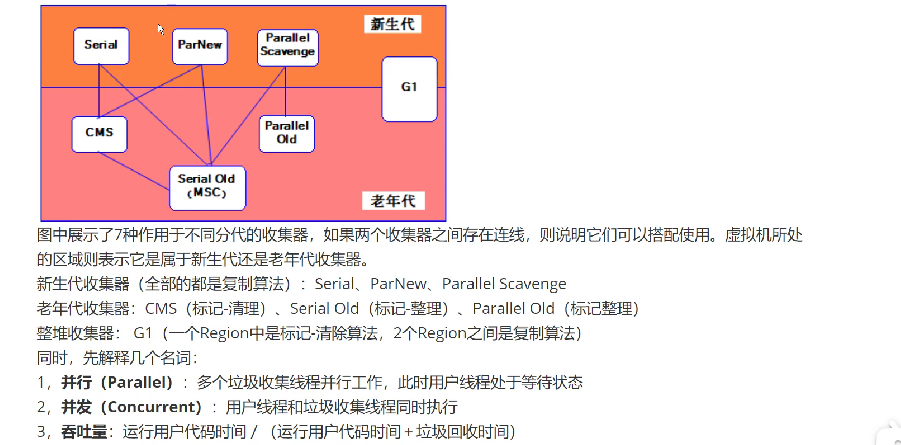 新生代
Serial
ParNew
Parallel
Scavenge
G1
CMS
Parallel
Old
Serial Old
(MSC)
老年代
图中展示了7种作用于不同分代的收集器，如果两个收集器之间存在连线，则说明它们可以搭配使用。虚拟机所处
的区域则表示它是属于新生代还是老年代收集器。
新生代收集器（全部的都是复制算法）：Serial、ParNew、Parallel Scavenge
老年代收集器：CMS（标记-清理）、Serial Old（标记-整理）、Parallel Old（标记整理）
整堆收集器： G1（一个Region中是标记-清除算法，2个Region之间是复制算法）
同时，先解释几个名词：
1，并行（Parallel）：多个垃圾收集线程并行工作，此时用户线程处于等待状态
2，并发（Concurrent）：用户线程和垃圾收集线程同时执行
3，吞吐量：运行用户代码时间／（运行用户代码时间＋垃圾回收时间）